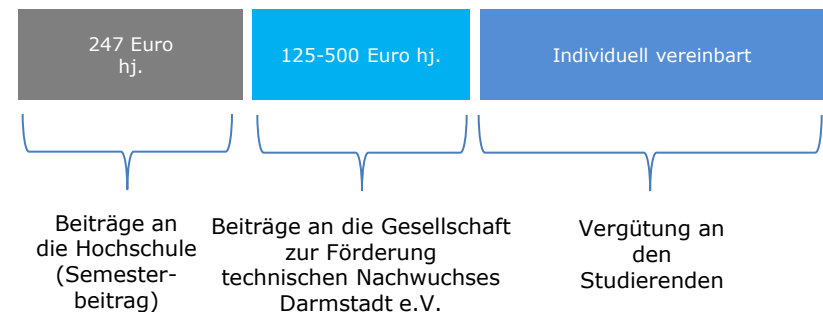 247 Euro
hj.
125-500 Euro hj.
Individuell vereinbart
Beiträge an
die Hochschule
(Semester-
beitrag)
Beiträge an die Gesellschaft
zur Förderung
technischen Nachwuchses
Darmstadt e.V.
Vergütung an
den
Studierenden